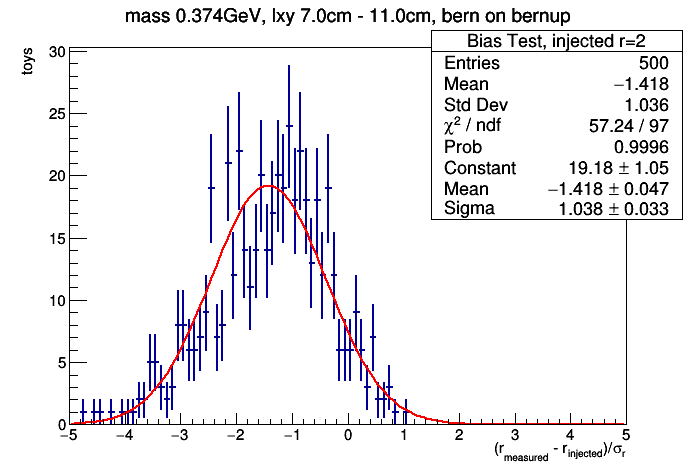 mass 0.374GeV, lxy 7.0cm - 11.0cm, bern on bernup
Bias Test, injected r=2
Entries 500
Mean −1.418
Std Dev 1.036
χ² / ndf 57.24 / 97
Prob 0.9996
Constant 19.18 ± 1.05
Mean −1.418 ± 0.047
Sigma 1.038 ± 0.033
toys
30
25
20
15
10
5
0
−5 −4 −3 −2 −1 0 1 2 3 4 5
(r_measured - r_injected)/σ_r